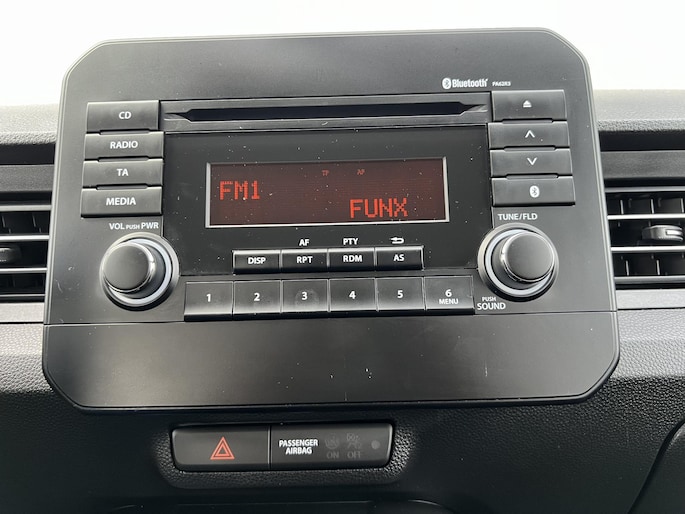 Bluetooth® PA62RS
CD
RADIO
TA
MEDIA
VOL PUSH PWR
TP AF
FM1
FUNX
TUNE/FLD
AF PTY
DISP RPT RDM AS
1 2 3 4 5 6
MENU
PUSH
SOUND
PASSENGER
AIRBAG
ON OFF